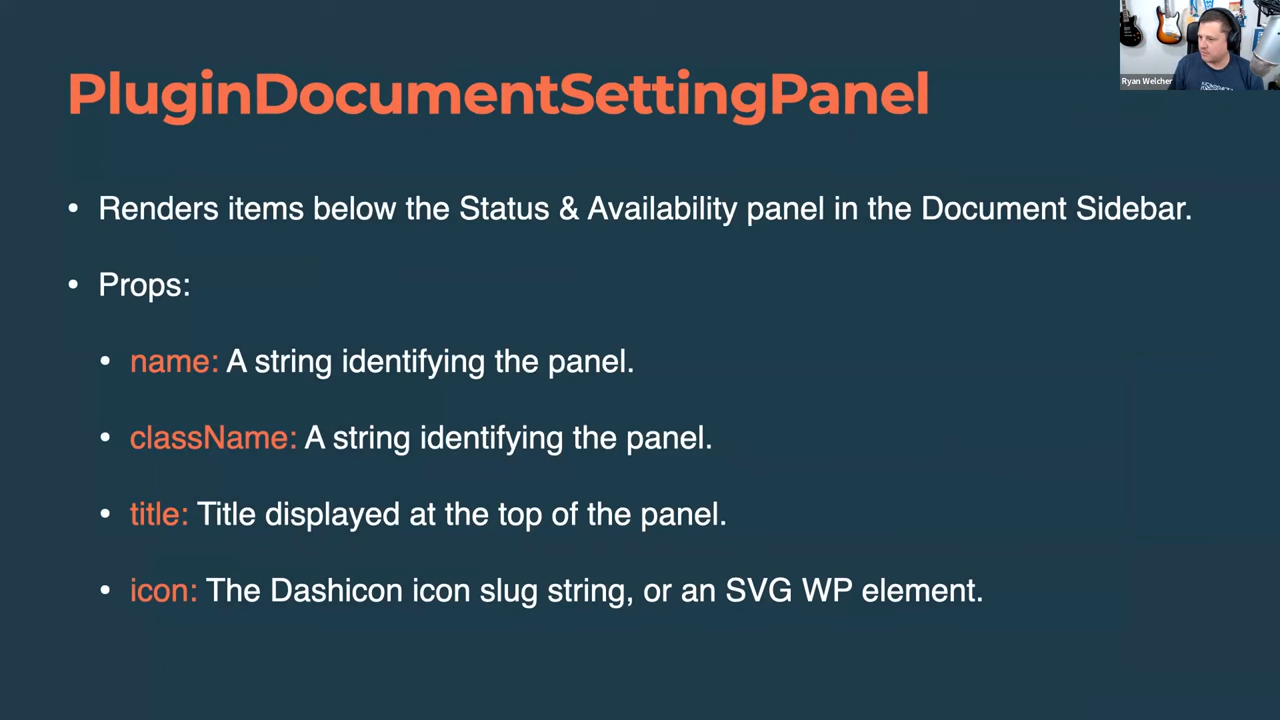 PluginDocumentSettingPanel
Ryan Welcher
• Renders items below the Status & Availability panel in the Document Sidebar.
• Props:
• name: A string identifying the panel.
• className: A string identifying the panel.
• title: Title displayed at the top of the panel.
• icon: The Dashicon icon slug string, or an SVG WP element.